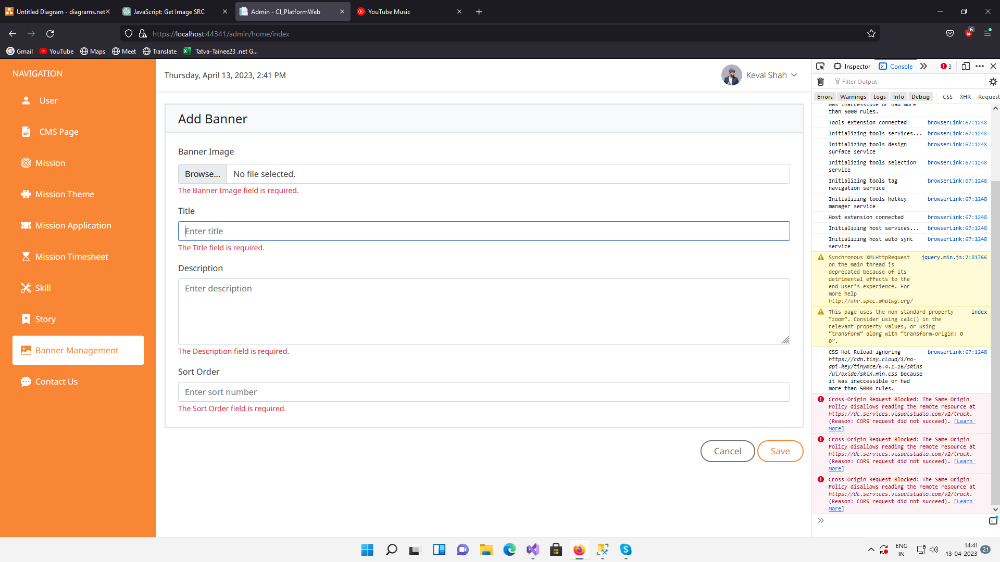 Untitled Diagram - diagrams.net
JavaScript: Get Image SRC
Admin - CI_PlatformWeb
YouTube Music
https://localhost:44341/admin/home/index
6
Gmail
YouTube
Maps
Meet
Translate
Tatva-Tainee23 .net G...
NAVIGATION
User
CMS Page
Mission
Mission Theme
Mission Application
Mission Timesheet
Skill
Story
Banner Management
Contact Us
Thursday, April 13, 2023, 2:41 PM
Keval Shah
Add Banner
Banner Image
Browse... No file selected.
The Banner Image field is required.
Title
Enter title
The Title field is required.
Description
Enter description
The Description field is required.
Sort Order
Enter sort number
The Sort Order field is required.
Cancel
Save
Inspector
Console
3
Filter Output
Errors Warnings Logs Info Debug CSS XHR Request
was inaccessible or had more
than 5000 rules.
Tools extension connected browserLink:67:1248
Initializing tools services... browserLink:67:1248
Initializing tools design browserLink:67:1248
surface service
Initializing tools selection browserLink:67:1248
service
Initializing tools tag browserLink:67:1248
navigation service
Initializing tools hotkey browserLink:67:1248
manager service
Host extension connected browserLink:67:1248
Initializing host services... browserLink:67:1248
Initializing host auto sync browserLink:67:1248
service
Synchronous XMLHttpRequest jquery.min.js:2:81766
on the main thread is
deprecated because of its
detrimental effects to the
end user’s experience. For
more help
http://xhr.spec.whatwg.org/
This page uses the non standard property index
“zoom”. Consider using calc() in the
relevant property values, or using
“transform” along with “transform-origin: 0
0”.
CSS Hot Reload ignoring browserLink:67:1248
https://cdn.tiny.cloud/1/no-
api-key/tinymce/6.4.1-16/skins
/ui/oxide/skin.min.css because
it was inaccessible or had
more than 5000 rules.
Cross-Origin Request Blocked: The Same Origin
Policy disallows reading the remote resource at
https://dc.services.visualstudio.com/v2/track.
(Reason: CORS request did not succeed). [Learn
More]
Cross-Origin Request Blocked: The Same Origin
Policy disallows reading the remote resource at
https://dc.services.visualstudio.com/v2/track.
(Reason: CORS request did not succeed). [Learn
More]
Cross-Origin Request Blocked: The Same Origin
Policy disallows reading the remote resource at
https://dc.services.visualstudio.com/v2/track.
(Reason: CORS request did not succeed). [Learn
More]
ENG
IN
14:41
13-04-2023
21